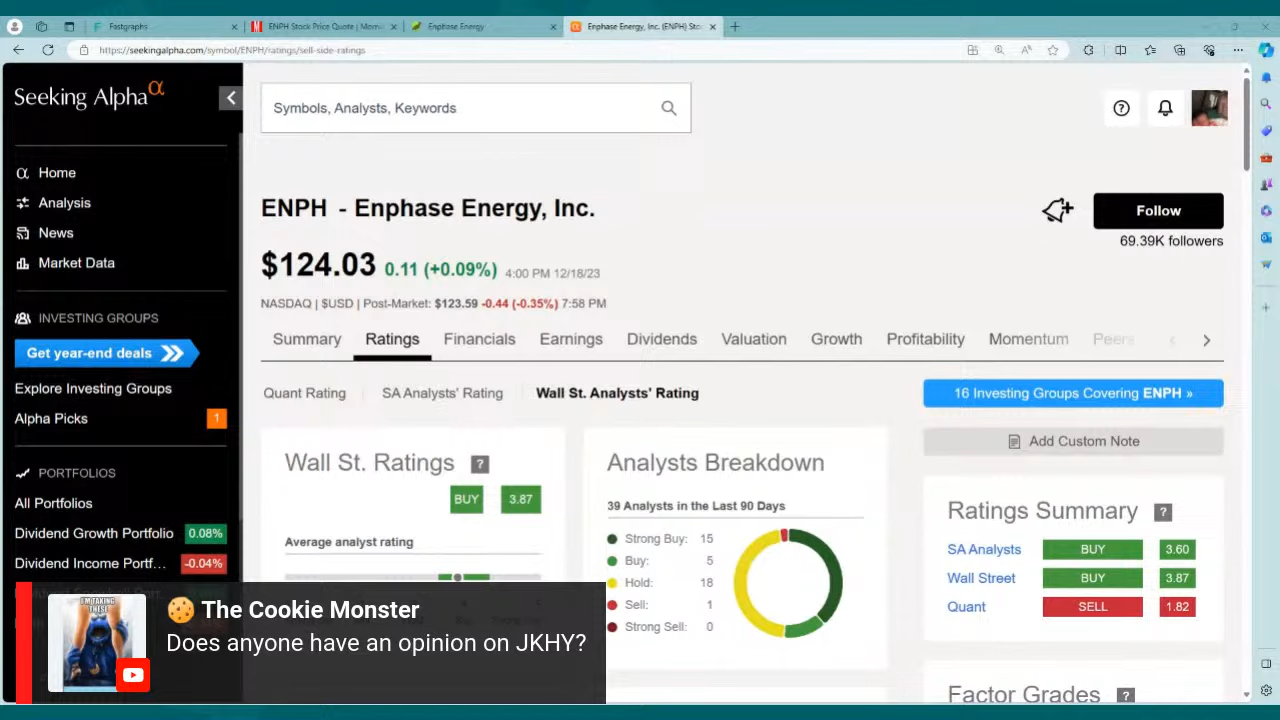 Fastgraphs
ENPH Stock Price Quote | Morni
Enphase Energy
Enphase Energy, Inc. (ENPH) Sto
https://seekingalpha.com/symbol/ENPH/ratings/sell-side-ratings
Seeking Alpha α
Symbols, Analysts, Keywords
Home
Analysis
News
Market Data
INVESTING GROUPS
Get year-end deals
Explore Investing Groups
Alpha Picks 1
PORTFOLIOS
All Portfolios
Dividend Growth Portfolio 0.08%
Dividend Income Portf... -0.04%
ENPH - Enphase Energy, Inc.
Follow
69.39K followers
$124.03 0.11 (+0.09%) 4:00 PM 12/18/23
NASDAQ | $USD | Post-Market: $123.59 -0.44 (-0.35%) 7:58 PM
Summary Ratings Financials Earnings Dividends Valuation Growth Profitability Momentum Peers
Quant Rating SA Analysts' Rating Wall St. Analysts' Rating
16 Investing Groups Covering ENPH »
Add Custom Note
Wall St. Ratings ?
BUY 3.87
Average analyst rating
Analysts Breakdown
39 Analysts in the Last 90 Days
Strong Buy: 15
Buy: 5
Hold: 18
Sell: 1
Strong Sell: 0
Ratings Summary ?
SA Analysts BUY 3.60
Wall Street BUY 3.87
Quant SELL 1.82
Factor Grades ?
I'M TAKING
THESE
The Cookie Monster
Does anyone have an opinion on JKHY?